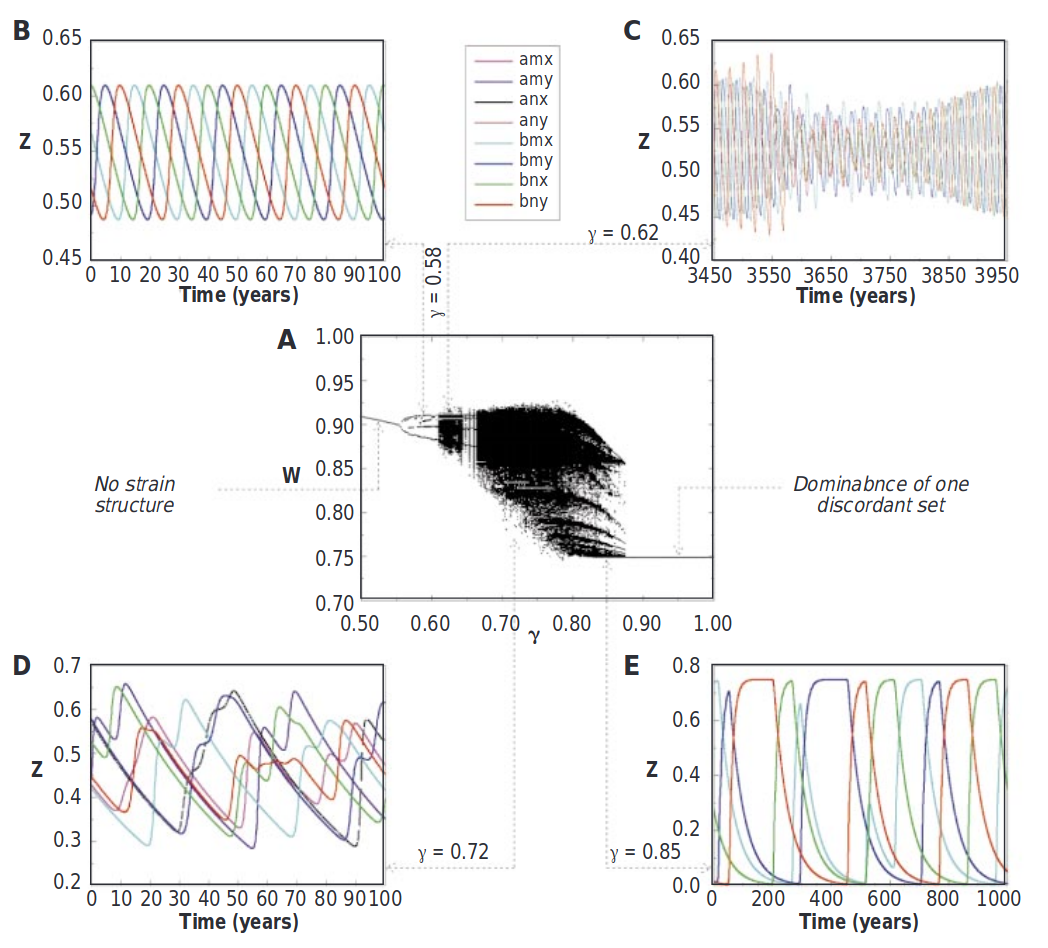 B
0.65
0.60
0.55
0.50
0.45
Z
0 10 20 30 40 50 60 70 80 90 100
Time (years)
amx
amy
anx
any
bmx
bmy
bnx
bny
C
0.65
0.60
0.55
0.50
0.45
0.40
Z
3450 3550 3650 3750 3850 3950
Time (years)
γ = 0.58
γ = 0.62
A
1.00
0.95
0.90
0.85
0.80
0.75
0.70
W
0.50 0.60 0.70 0.80 0.90 1.00
γ
No strain
structure
Dominabnce of one
discordant set
D
0.7
0.6
0.5
0.4
0.3
0.2
Z
0 10 20 30 40 50 60 70 80 90 100
Time (years)
γ = 0.72
γ = 0.85
E
0.8
0.6
0.4
0.2
0.0
Z
0 200 400 600 800 1000
Time (years)